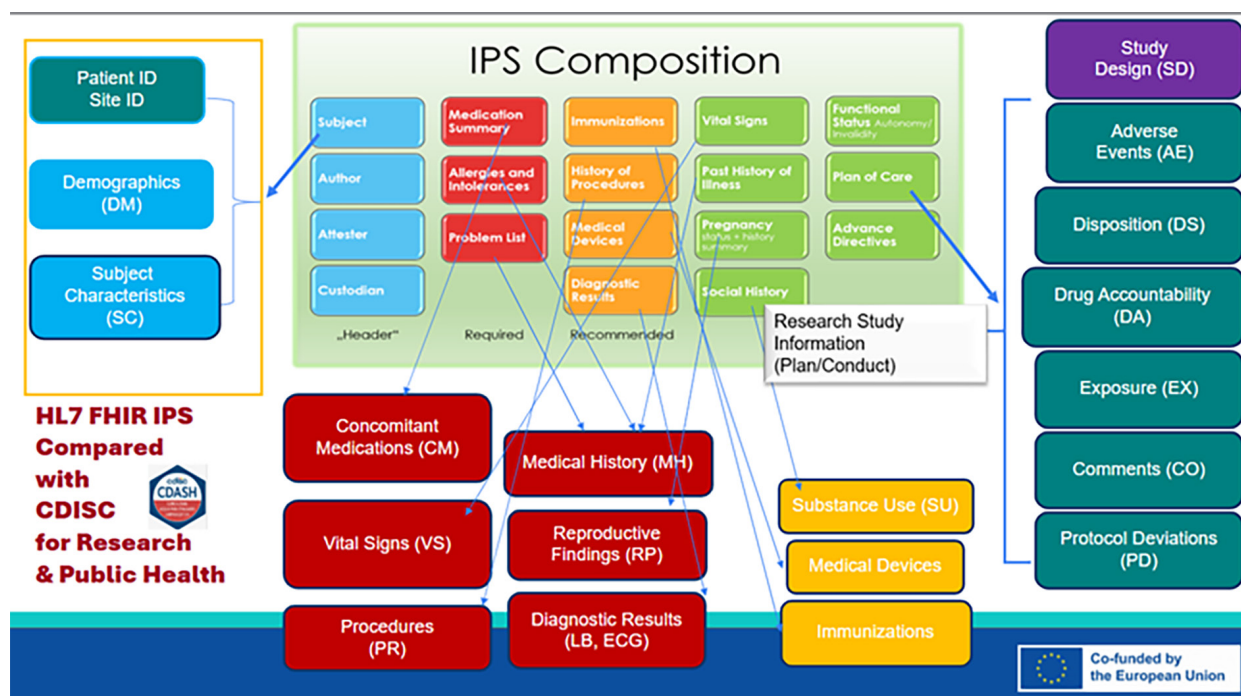 Patient ID
Site ID
Demographics
(DM)
Subject
Characteristics
(SC)
HL7 FHIR IPS
Compared
with
CDISC
for Research
& Public Health
cdisc
CDASH
IPS Composition
Subject
Author
Attester
Custodian
„Header“
Medication
Summary
Allergies and
Intolerances
Problem List
Required
Immunizations
History of
Procedures
Medical
Devices
Diagnostic
Results
Recommended
Vital Signs
Past History of
Illness
Pregnancy
status + history
summary
Social History
Functional
Status Autonomy/
Invalidity
Plan of Care
Advance
Directives
Research Study
Information
(Plan/Conduct)
Concomitant
Medications (CM)
Vital Signs (VS)
Procedures
(PR)
Medical History (MH)
Reproductive
Findings (RP)
Diagnostic Results
(LB, ECG)
Substance Use (SU)
Medical Devices
Immunizations
Study
Design (SD)
Adverse
Events (AE)
Disposition (DS)
Drug Accountability
(DA)
Exposure (EX)
Comments (CO)
Protocol Deviations
(PD)
Co-funded by
the European Union